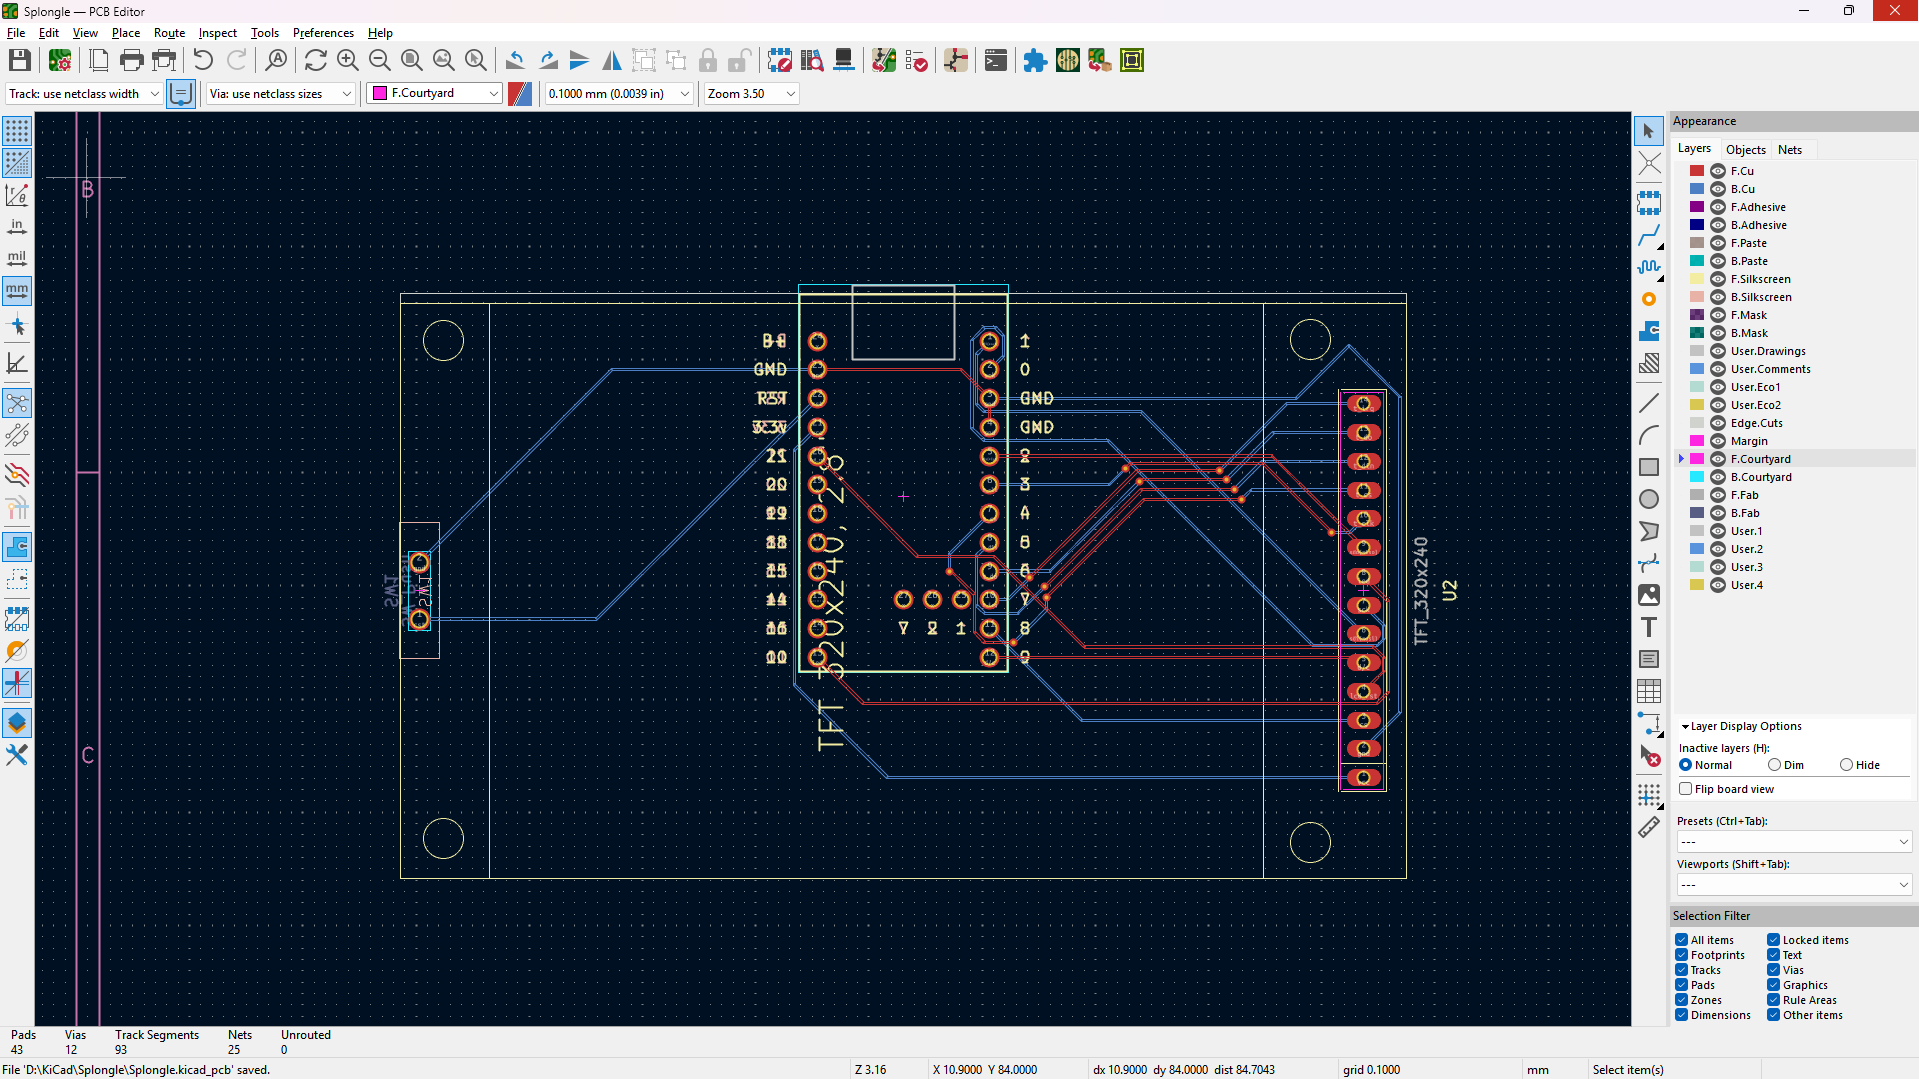 Splongle — PCB Editor
File Edit View Place Route Inspect Tools Preferences Help
Track: use netclass width
Via: use netclass sizes
F.Courtyard
0.1000 mm (0.0039 in)
Zoom 3.50
in
mil
mm
B
C
GND
RST
21
20
19
18
15
14
16
10
1
0
GND
GND
2
3
4
5
6
7
8
9
TFT_320x240
U2
SW1
TFT 320x240, 2.8
Appearance
Layers Objects Nets
F.Cu
B.Cu
F.Adhesive
B.Adhesive
F.Paste
B.Paste
F.Silkscreen
B.Silkscreen
F.Mask
B.Mask
User.Drawings
User.Comments
User.Eco1
User.Eco2
Edge.Cuts
Margin
F.Courtyard
B.Courtyard
F.Fab
B.Fab
User.1
User.2
User.3
User.4
Layer Display Options
Inactive layers (H):
Normal Dim Hide
Flip board view
Presets (Ctrl+Tab):
---
Viewports (Shift+Tab):
---
Selection Filter
All items Locked items
Footprints Text
Tracks Vias
Pads Graphics
Zones Rule Areas
Dimensions Other items
Pads Vias Track Segments Nets Unrouted
43 12 93 25 0
File 'D:\KiCad\Splongle\Splongle.kicad_pcb' saved.
Z 3.16
X 10.9000 Y 84.0000
dx 10.9000 dy 84.0000 dist 84.7043
grid 0.1000
mm
Select item(s)